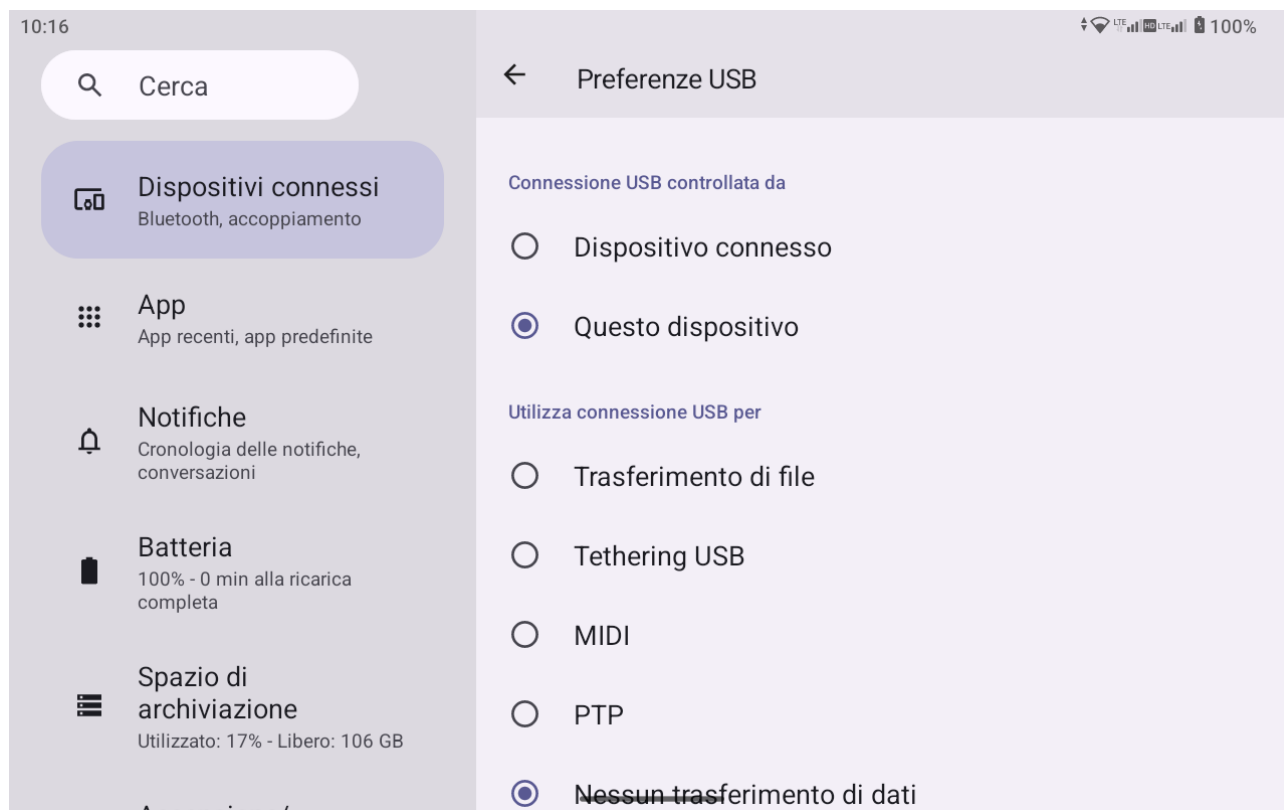 10:16
LTE HD LTE 100%
Cerca
Preferenze USB
Dispositivi connessi
Bluetooth, accoppiamento
App
App recenti, app predefinite
Notifiche
Cronologia delle notifiche,
conversazioni
Batteria
100% - 0 min alla ricarica
completa
Spazio di
archiviazione
Utilizzato: 17% - Libero: 106 GB
Connessione USB controllata da
Dispositivo connesso
Questo dispositivo
Utilizza connessione USB per
Trasferimento di file
Tethering USB
MIDI
PTP
Nessun trasferimento di dati